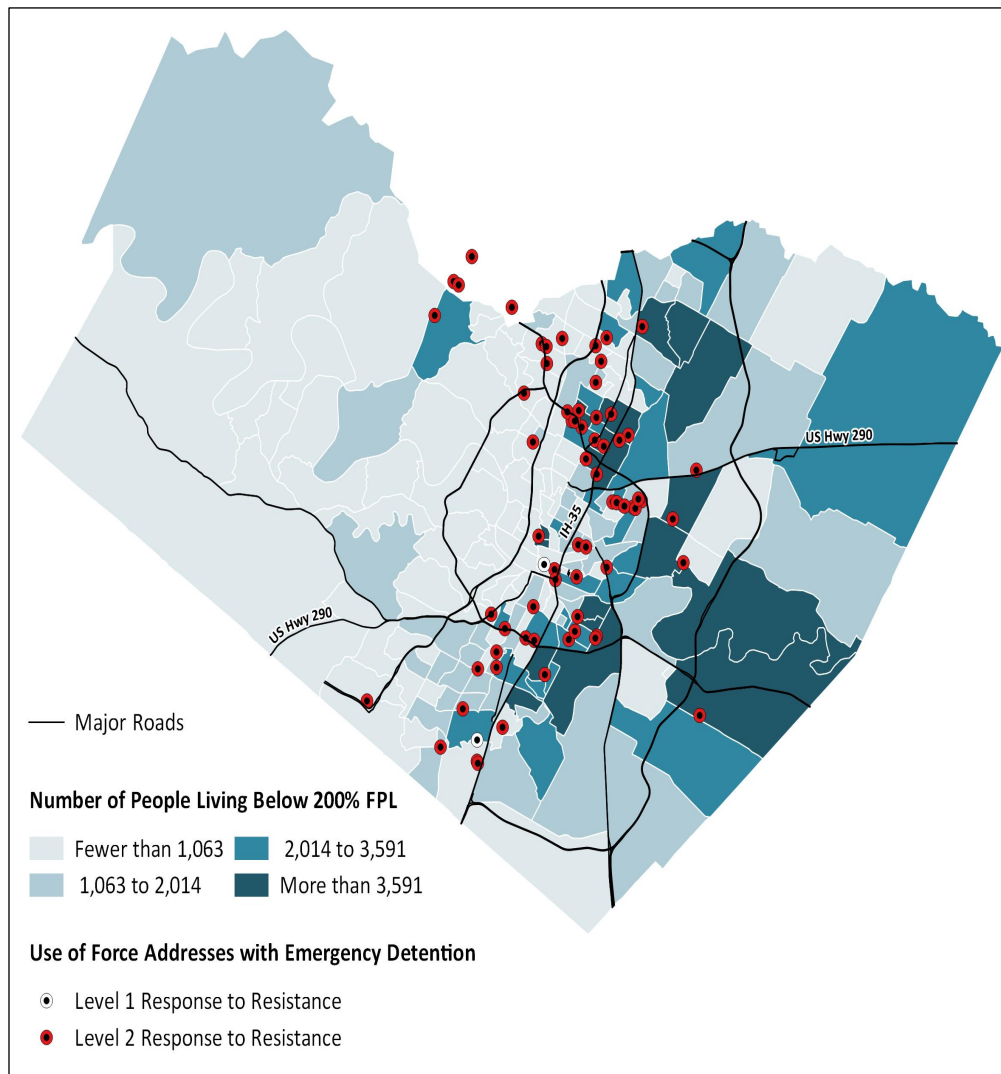 US Hwy 290
IH-35
US Hwy 290
Major Roads
Number of People Living Below 200% FPL
Fewer than 1,063
2,014 to 3,591
1,063 to 2,014
More than 3,591
Use of Force Addresses with Emergency Detention
Level 1 Response to Resistance
Level 2 Response to Resistance